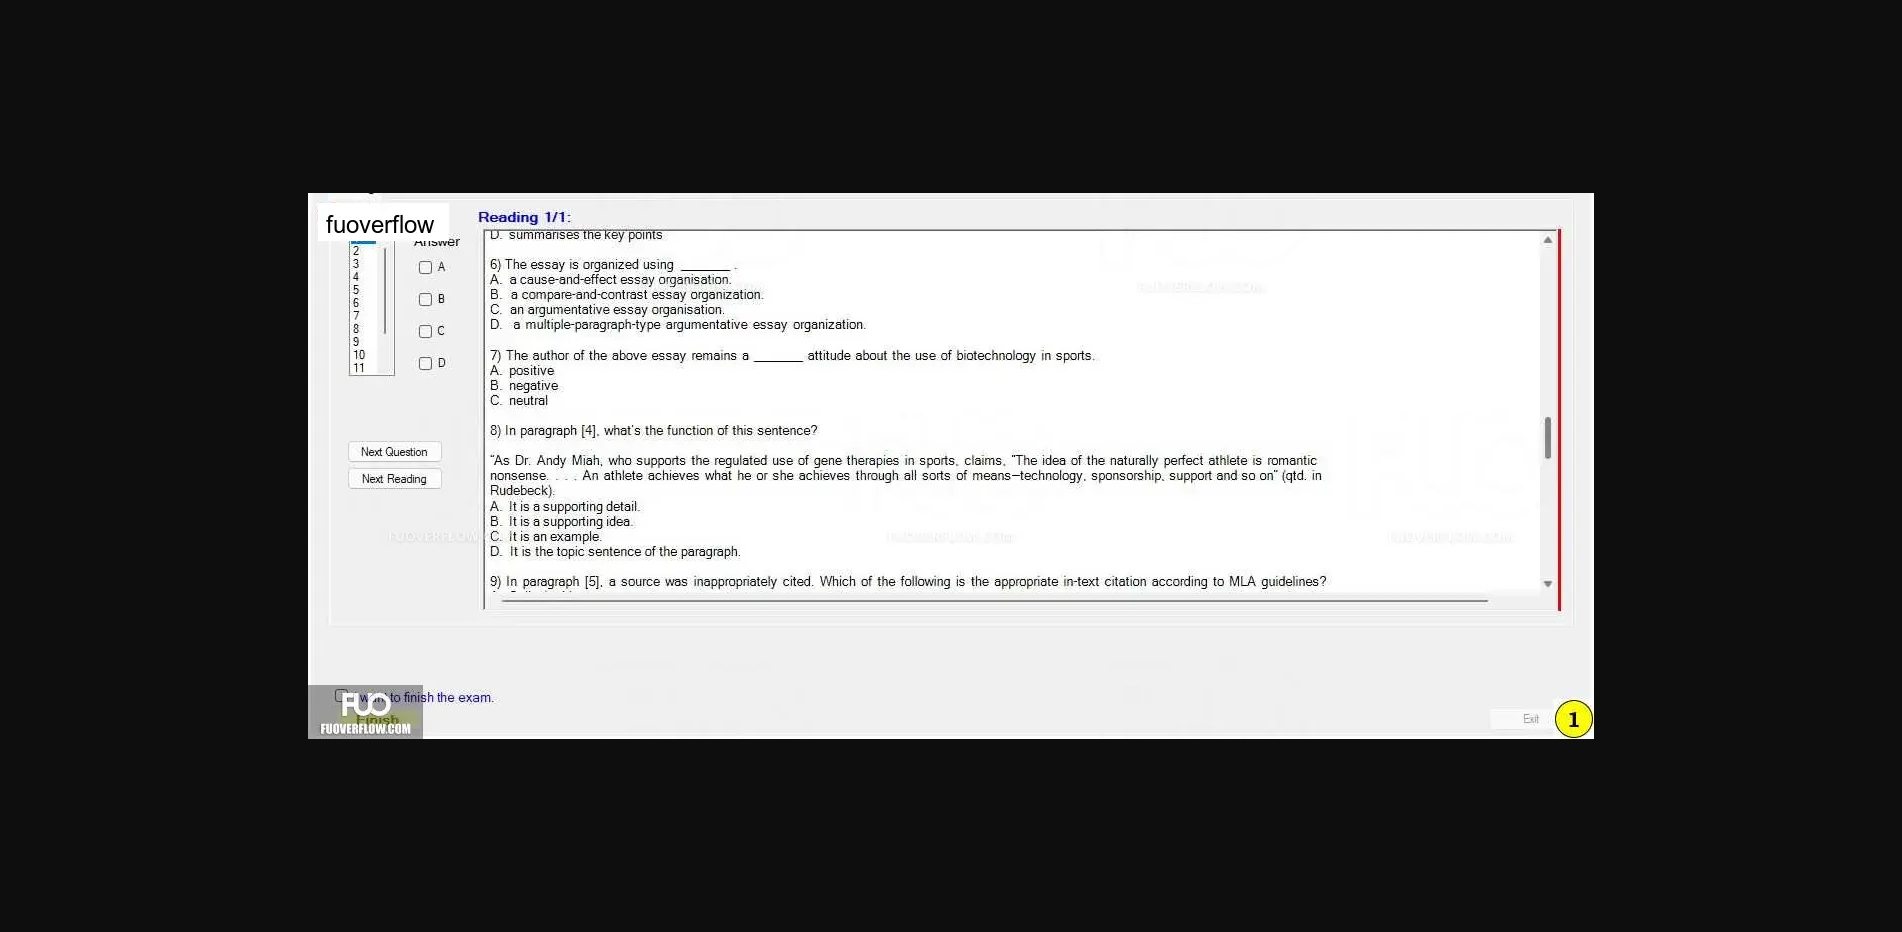 fuoverflow
Reading 1/1:
Answer
2
3
4
5
6
7
8
9
10
11
A
B
C
D
Next Question
Next Reading
D. summarises the key points
6) The essay is organized using _______ .
A. a cause-and-effect essay organisation.
B. a compare-and-contrast essay organization.
C. an argumentative essay organisation.
D. a multiple-paragraph-type argumentative essay organization.
7) The author of the above essay remains a _______ attitude about the use of biotechnology in sports.
A. positive
B. negative
C. neutral
8) In paragraph [4], what's the function of this sentence?
"As Dr. Andy Miah, who supports the regulated use of gene therapies in sports, claims, "The idea of the naturally perfect athlete is romantic
nonsense. . . . An athlete achieves what he or she achieves through all sorts of means—technology, sponsorship, support and so on" (qtd. in
Rudebeck).
A. It is a supporting detail.
B. It is a supporting idea.
C. It is an example.
D. It is the topic sentence of the paragraph.
9) In paragraph [5], a source was inappropriately cited. Which of the following is the appropriate in-text citation according to MLA guidelines?
want to finish the exam.
Finish
FUO
FUOVERFLOW.COM
Exit
1